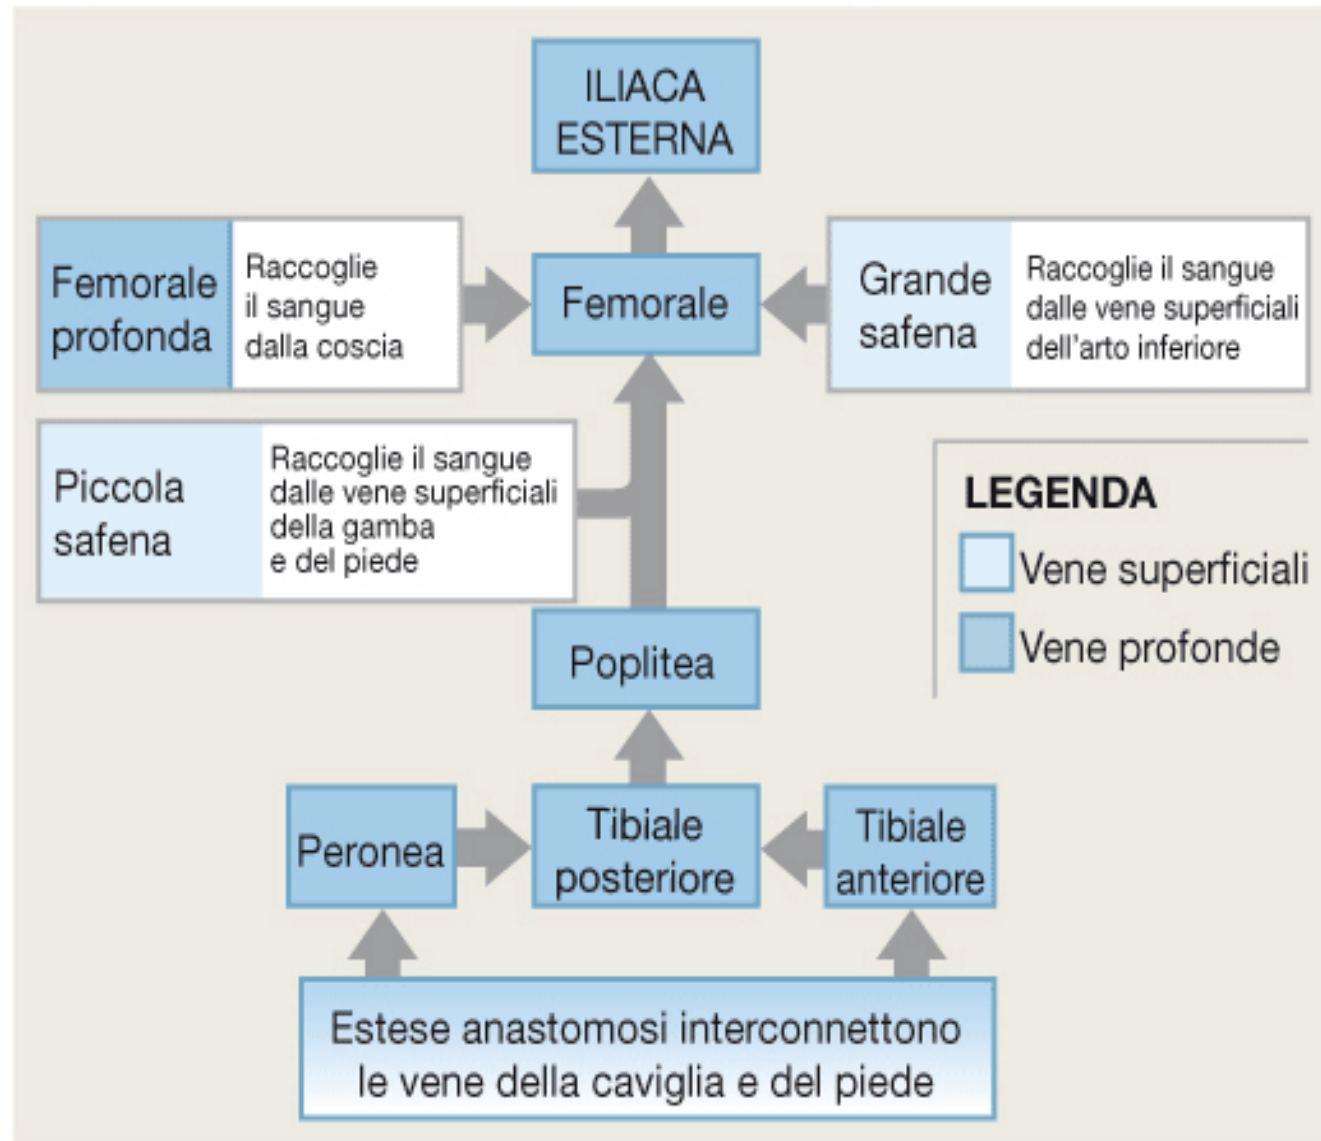 ILIACA
ESTERNA
Femorale
profonda
Raccoglie
il sangue
dalla coscia
Femorale
Grande
safena
Raccoglie il sangue
dalle vene superficiali
dell'arto inferiore
Piccola
safena
Raccoglie il sangue
dalle vene superficiali
della gamba
e del piede
LEGENDA
Vene superficiali
Vene profonde
Poplitea
Peronea
Tibiale
posteriore
Tibiale
anteriore
Estese anastomosi interconnettono
le vene della caviglia e del piede